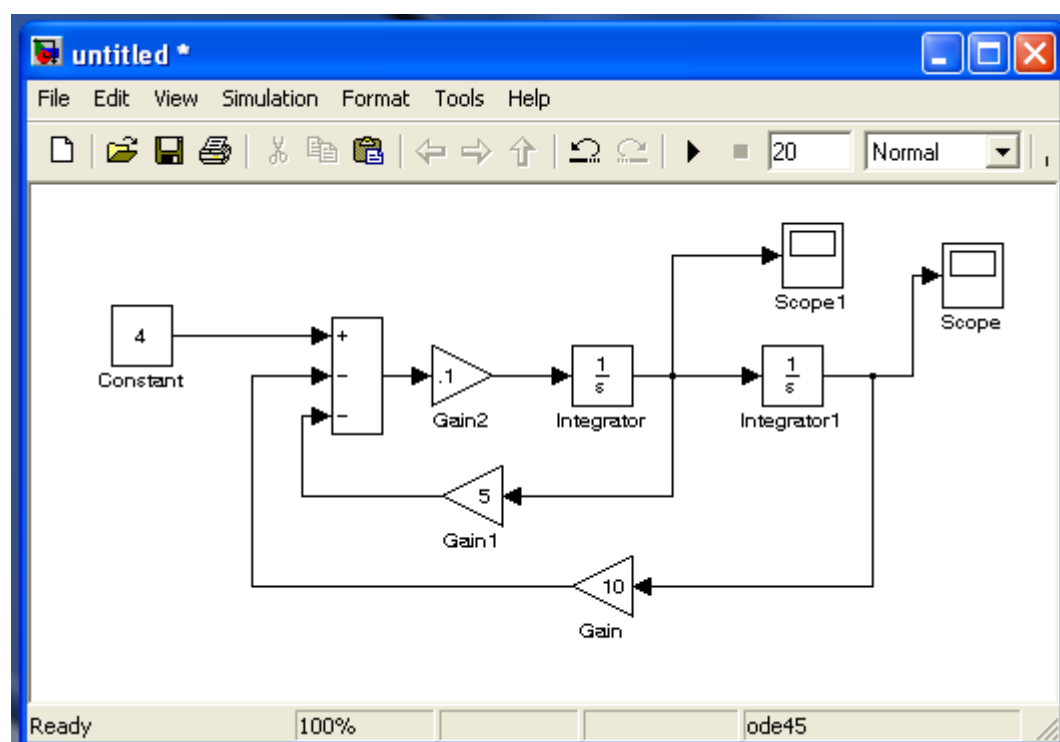 untitled *
File Edit View Simulation Format Tools Help
20 Normal
Scope1
Scope
4
Constant
+
−
−
.1
Gain2
1
s
Integrator
1
s
Integrator1
5
Gain1
10
Gain
Ready 100% ode45